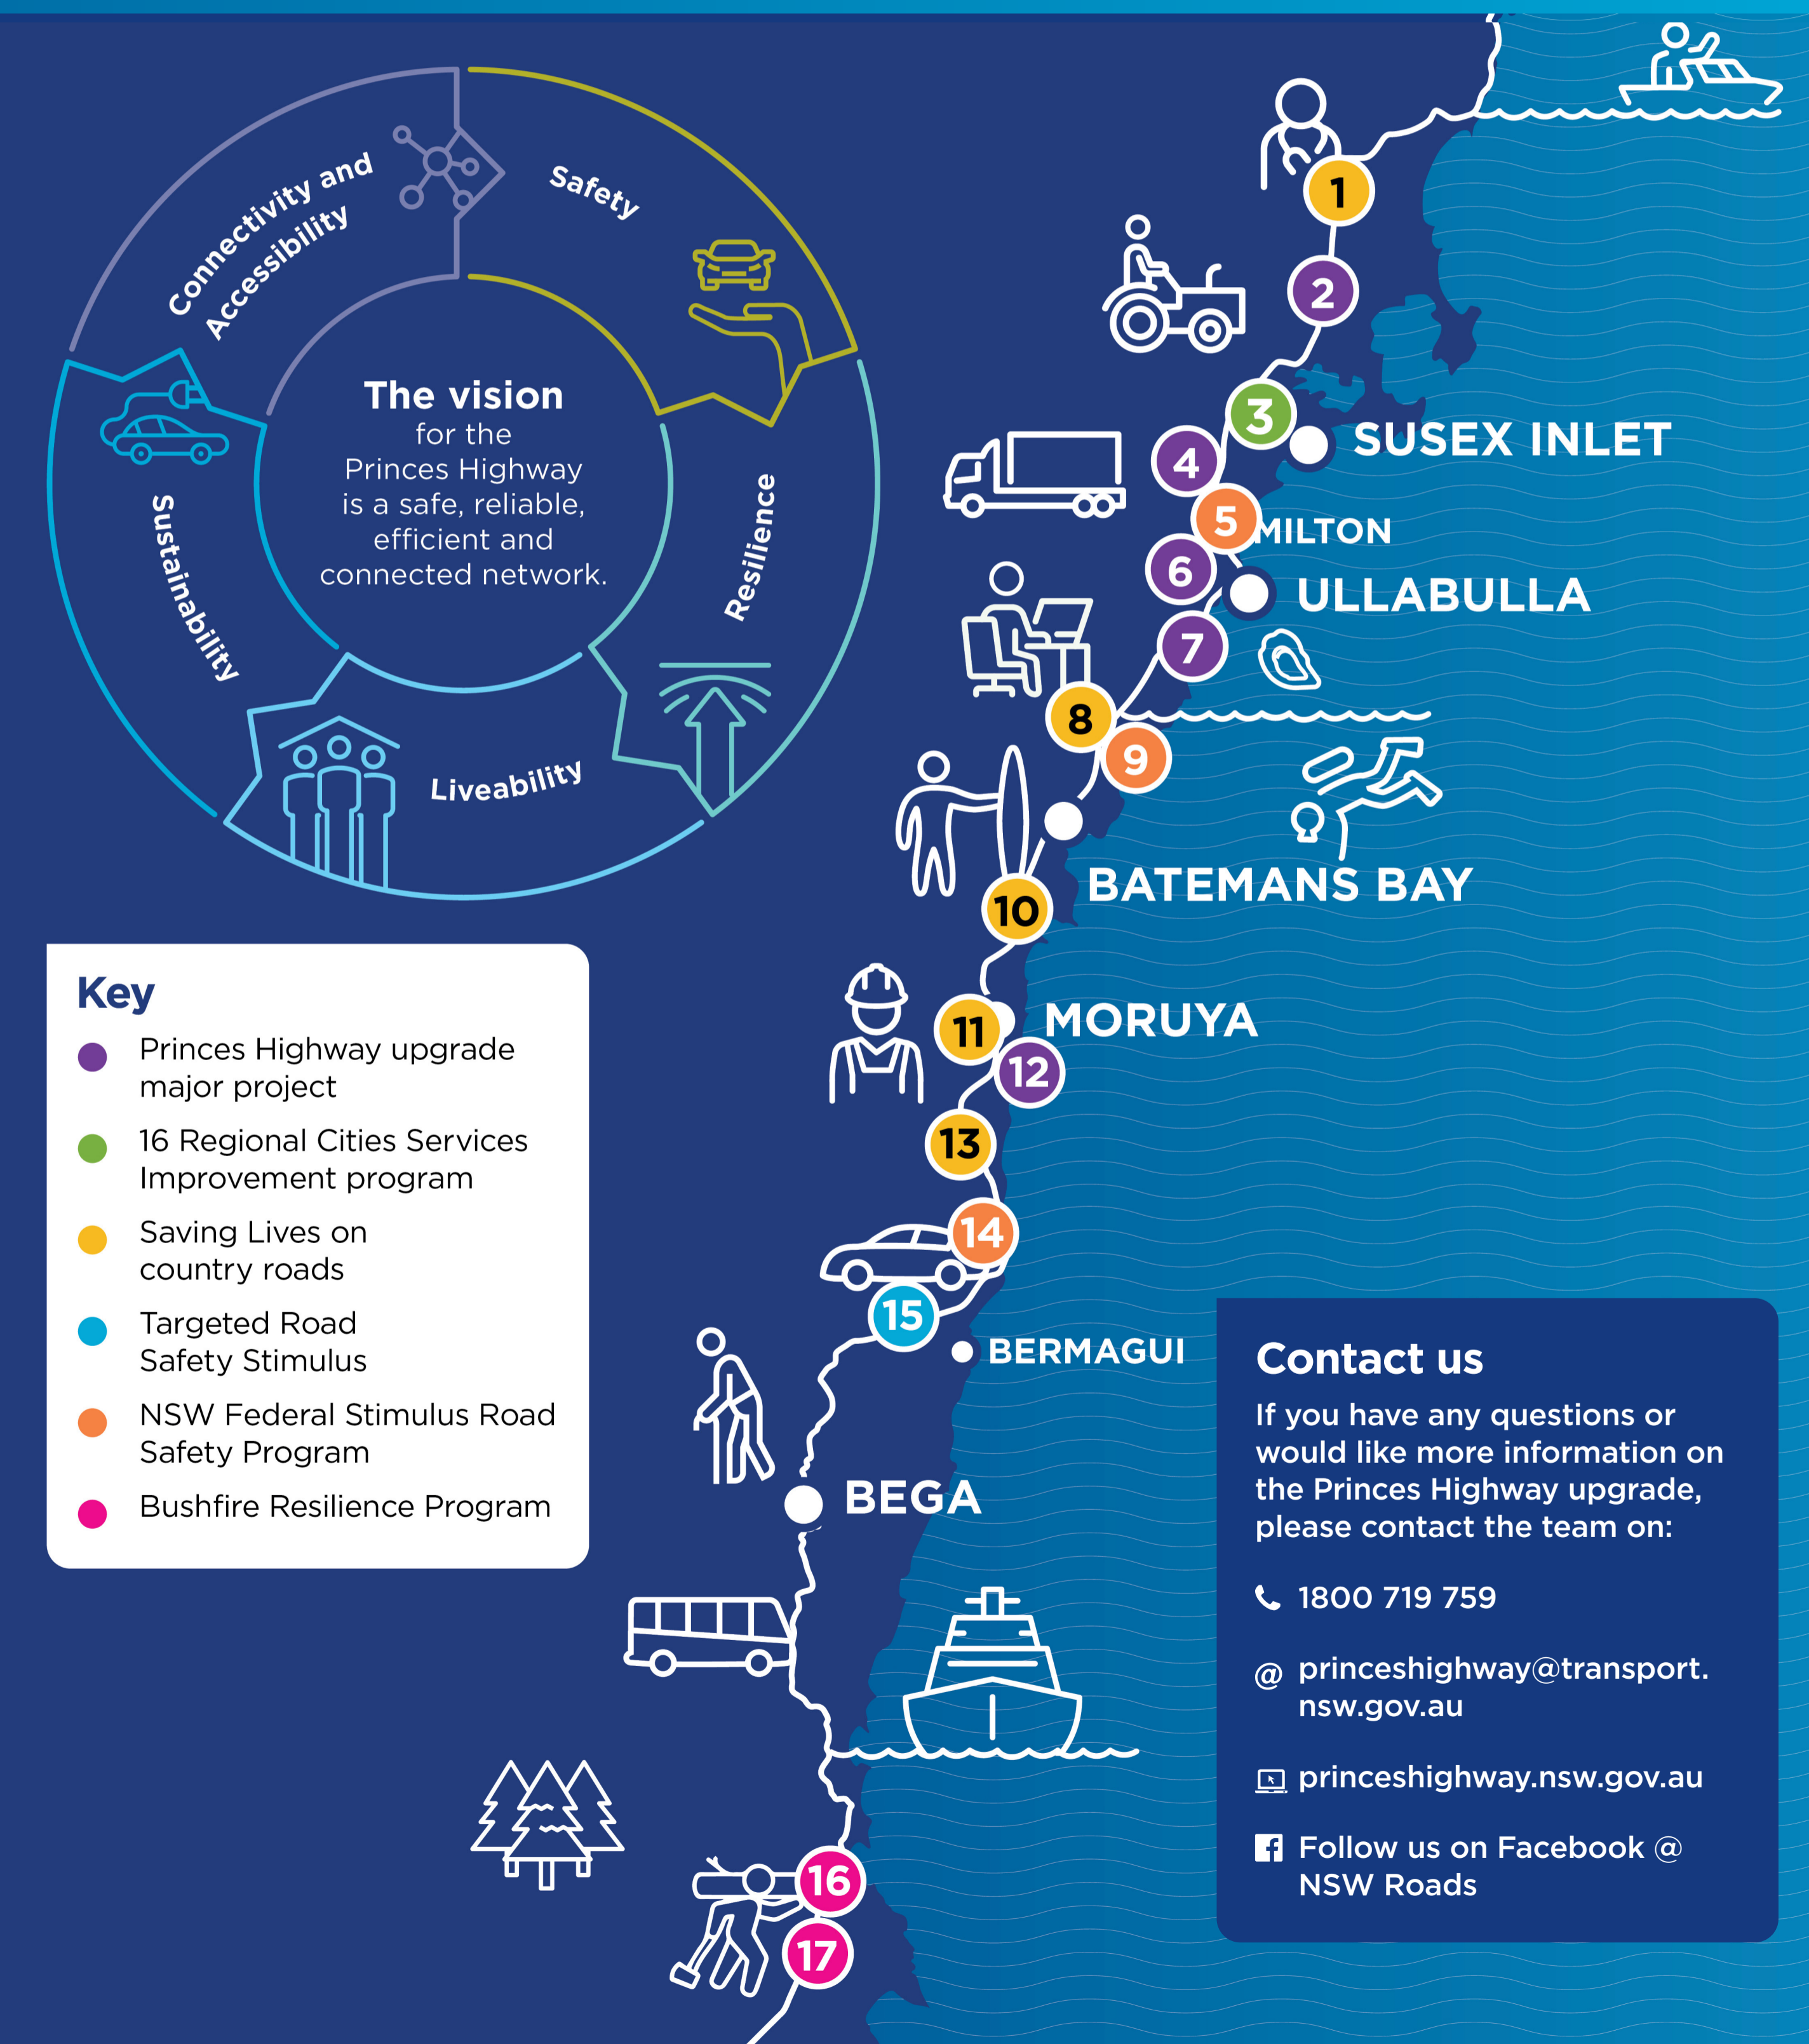 Connectivity and
Accessibility
Safety
Resilience
Liveability
Sustainability
The vision
for the
Princes Highway
is a safe, reliable,
efficient and
connected network.
1
2
3
SUSEX INLET
4
5
MILTON
6
ULLABULLA
7
8
9
BATEMANS BAY
10
11
MORUYA
12
13
14
15
BERMAGUI
BEGA
16
17
Key
Princes Highway upgrade
major project
16 Regional Cities Services
Improvement program
Saving Lives on
country roads
Targeted Road
Safety Stimulus
NSW Federal Stimulus Road
Safety Program
Bushfire Resilience Program
Contact us
If you have any questions or
would like more information on
the Princes Highway upgrade,
please contact the team on:
1800 719 759
@ princeshighway@transport.
nsw.gov.au
princeshighway.nsw.gov.au
f Follow us on Facebook @
NSW Roads